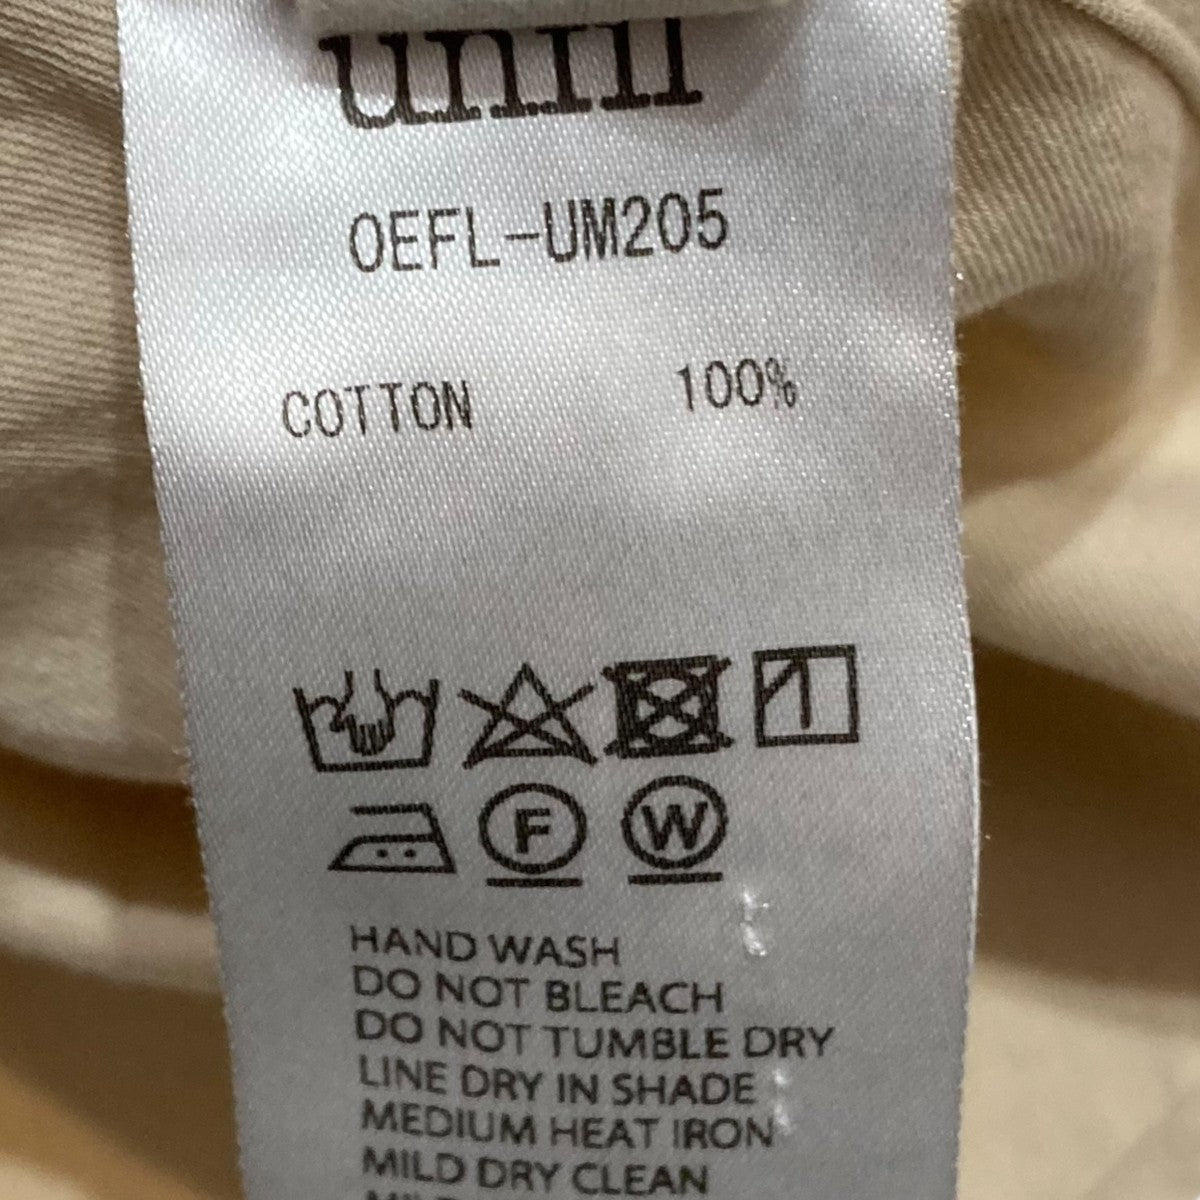 unfil
OEFL-UM205
COTTON 100%
F W
HAND WASH
DO NOT BLEACH
DO NOT TUMBLE DRY
LINE DRY IN SHADE
MEDIUM HEAT IRON
MILD DRY CLEAN